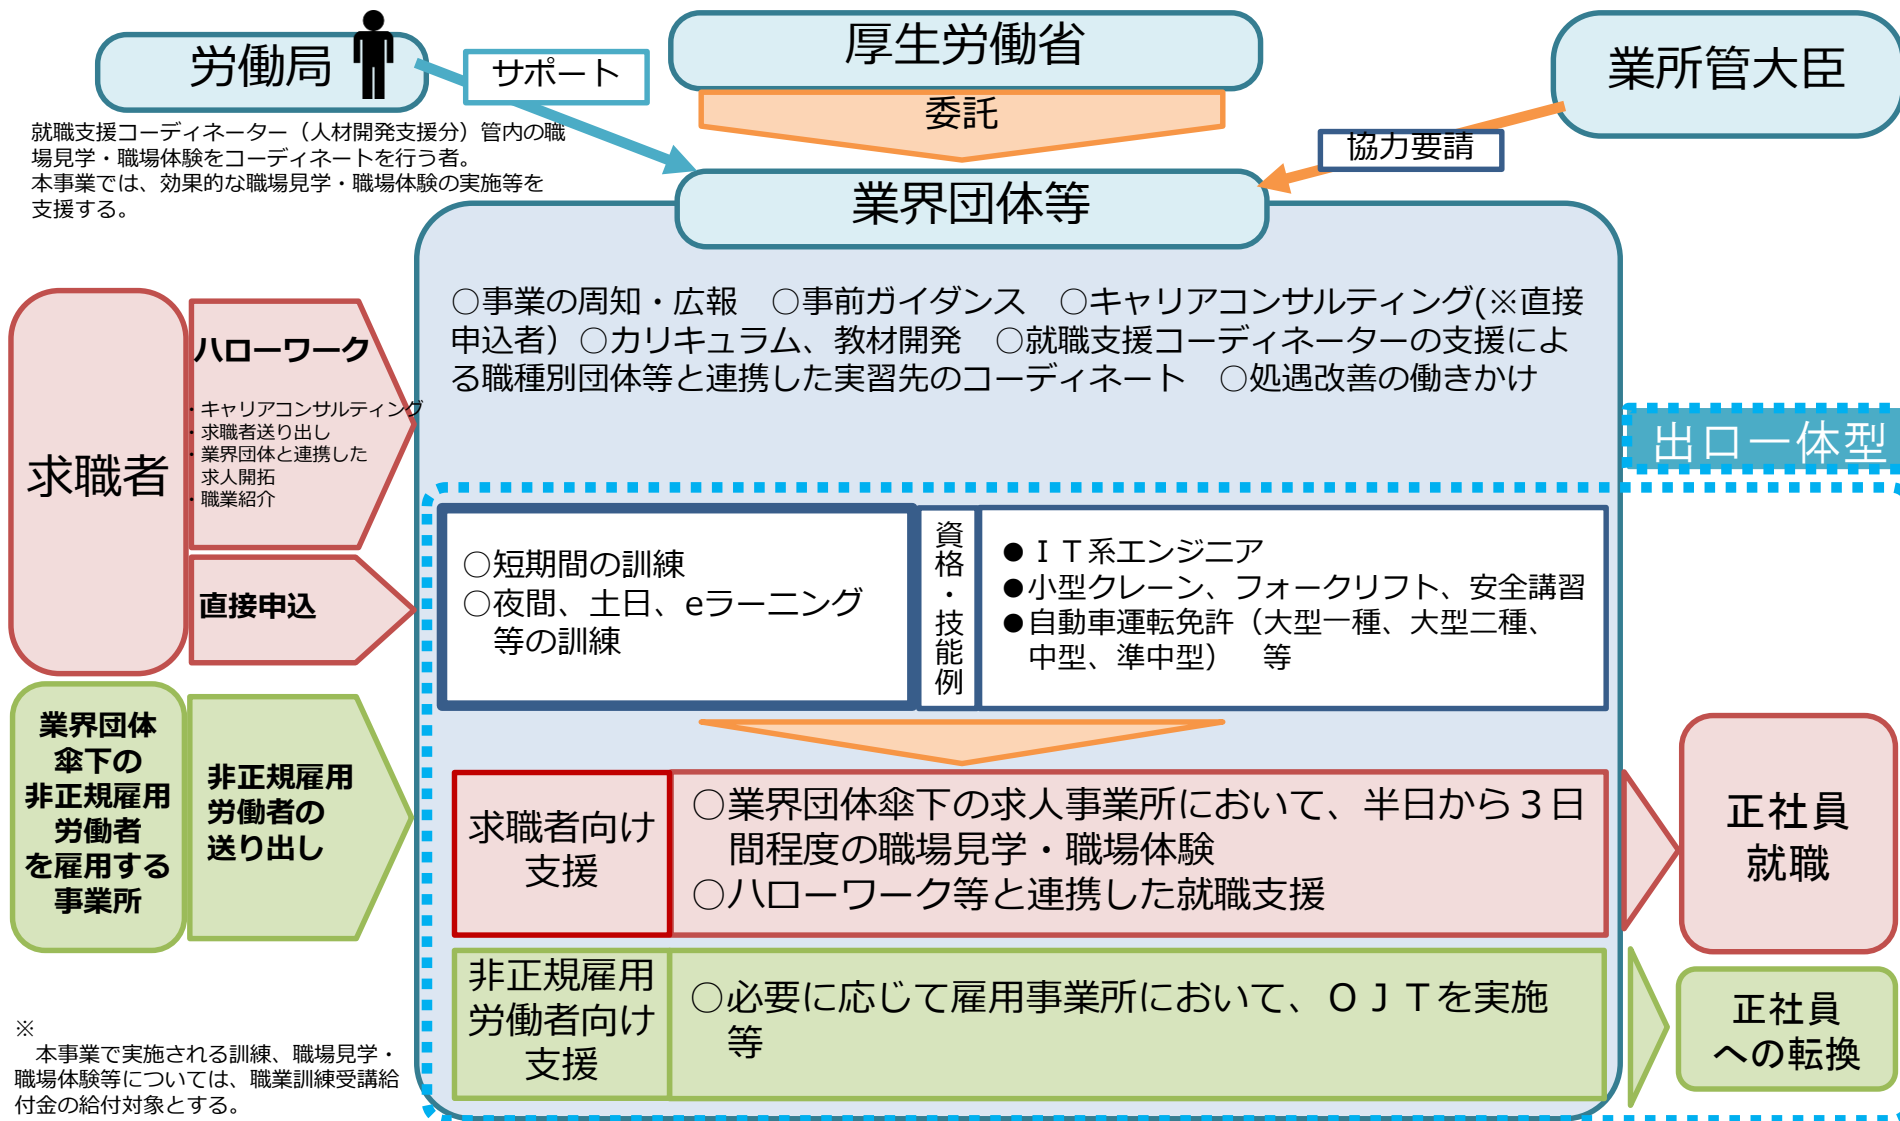 労働局
サポート
厚生労働省
委託
業所管大臣
協力要請
就職支援コーディネーター（人材開発支援分）管内の職
場見学・職場体験をコーディネートを行う者。
本事業では、効果的な職場見学・職場体験の実施等を
支援する。
業界団体等
○事業の周知・広報　○事前ガイダンス　○キャリアコンサルティング(※直接
申込者）○カリキュラム、教材開発　○就職支援コーディネーターの支援によ
る職種別団体等と連携した実習先のコーディネート　○処遇改善の働きかけ
求職者
ハローワーク
・キャリアコンサルティング
・求職者送り出し
・業界団体と連携した
求人開拓
・職業紹介
直接申込
出口一体型
○短期間の訓練
○夜間、土日、eラーニング
等の訓練
資格・技能例
●ＩＴ系エンジニア
●小型クレーン、フォークリフト、安全講習
●自動車運転免許（大型一種、大型二種、
中型、準中型）　等
業界団体
傘下の
非正規雇用
労働者
を雇用する
事業所
非正規雇用
労働者の
送り出し
求職者向け
支援
○業界団体傘下の求人事業所において、半日から３日
間程度の職場見学・職場体験
○ハローワーク等と連携した就職支援
正社員
就職
非正規雇用
労働者向け
支援
○必要に応じて雇用事業所において、ＯＪＴを実施
等
正社員
への転換
※
本事業で実施される訓練、職場見学・
職場体験等については、職業訓練受講給
付金の給付対象とする。